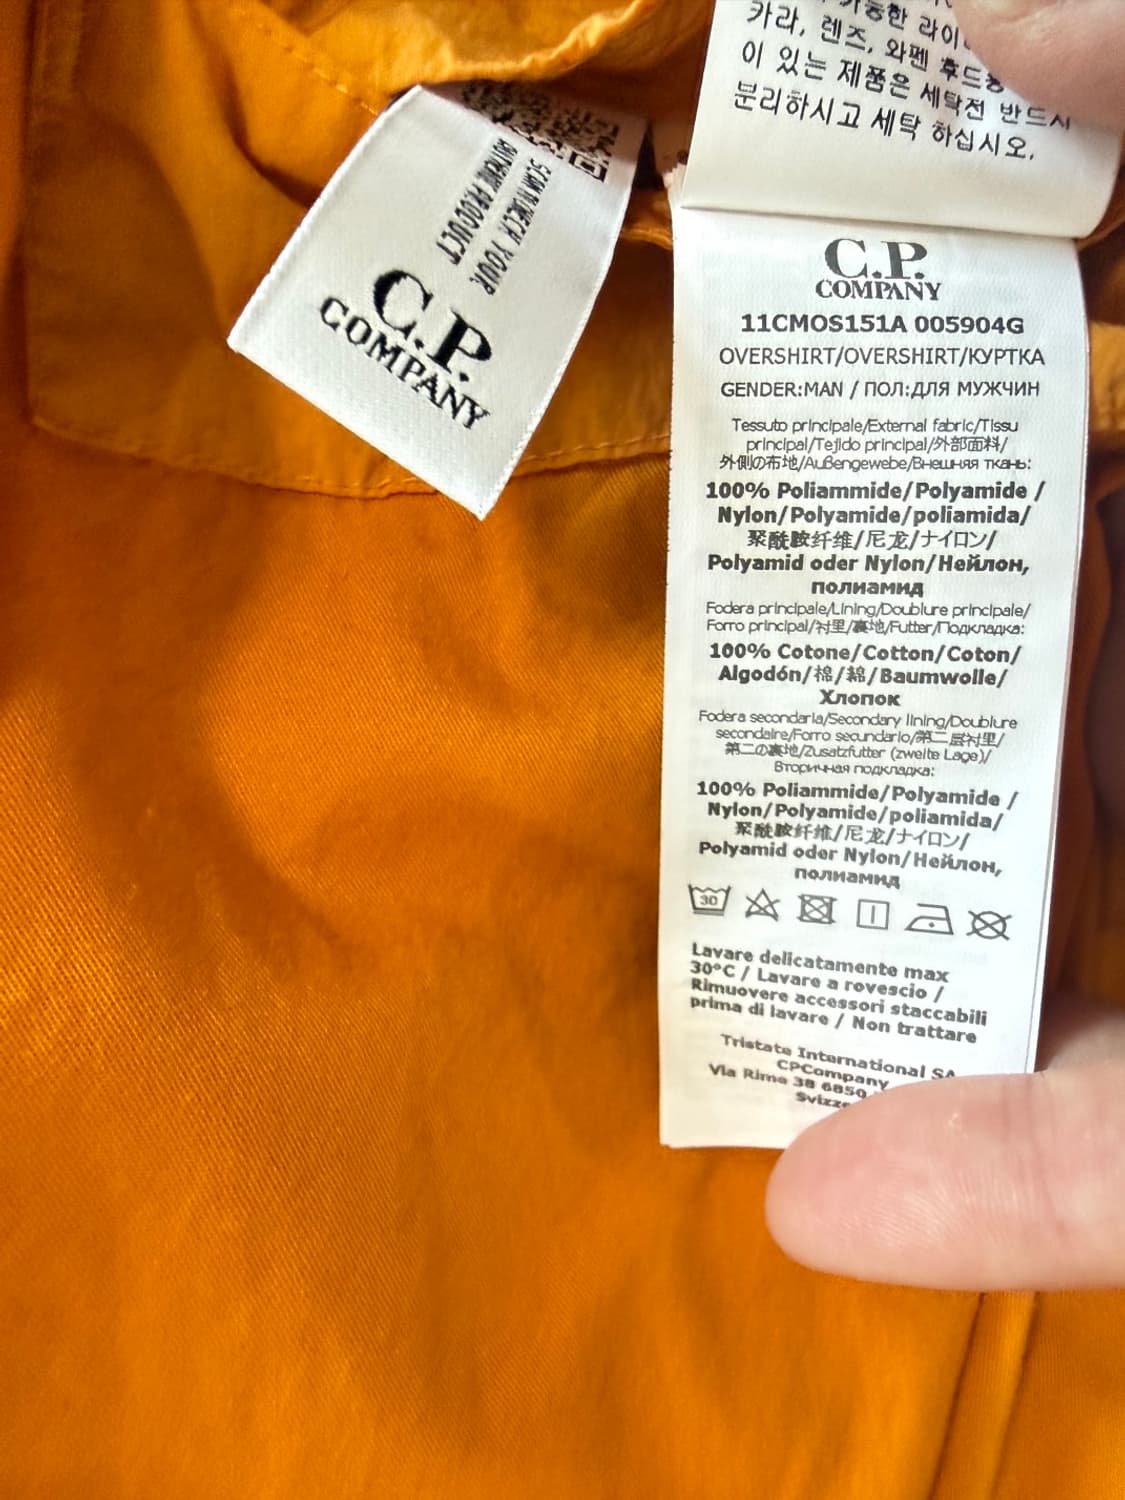 카라, 렌즈, 와펜 후드
이 있는 제품은 세탁전 반드시
분리하시고 세탁 하십시오.
SCAN TO CHECK YOUR
AUTHENTIC PRODUCT
C.P.
COMPANY
C.P.
COMPANY
11CMOS151A 005904G
OVERSHIRT/OVERSHIRT/КУРТКА
GENDER:MAN / ПОЛ:ДЛЯ МУЖЧИН
Tessuto principale/External fabric/Tissu
principal/Tejido principal/外部面料/
外側の布地/Außengewebe/Внешняя ткань:
100% Poliammide/Polyamide /
Nylon/Polyamide/poliamida/
聚酰胺纤维/尼龙/ナイロン/
Polyamid oder Nylon/Нейлон,
полиамид
Fodera principale/Lining/Doublure principale/
Forro principal/衬里/裏地/Futter/Подкладка:
100% Cotone/Cotton/Coton/
Algodón/棉/綿/Baumwolle/
Хлопок
Fodera secondaria/Secondary lining/Doublure
secondaire/Forro secundario/第二层衬里/
第二の裏地/Zusatzfutter (zweite Lage)/
Вторичная подкладка:
100% Poliammide/Polyamide /
Nylon/Polyamide/poliamida/
聚酰胺纤维/尼龙/ナイロン/
Polyamid oder Nylon/Нейлон,
полиамид
30
Lavare delicatamente max
30°C / Lavare a rovescio /
Rimuovere accessori staccabili
prima di lavare / Non trattare
Tristate International SA
CPCompany
Via Rime 38 6850